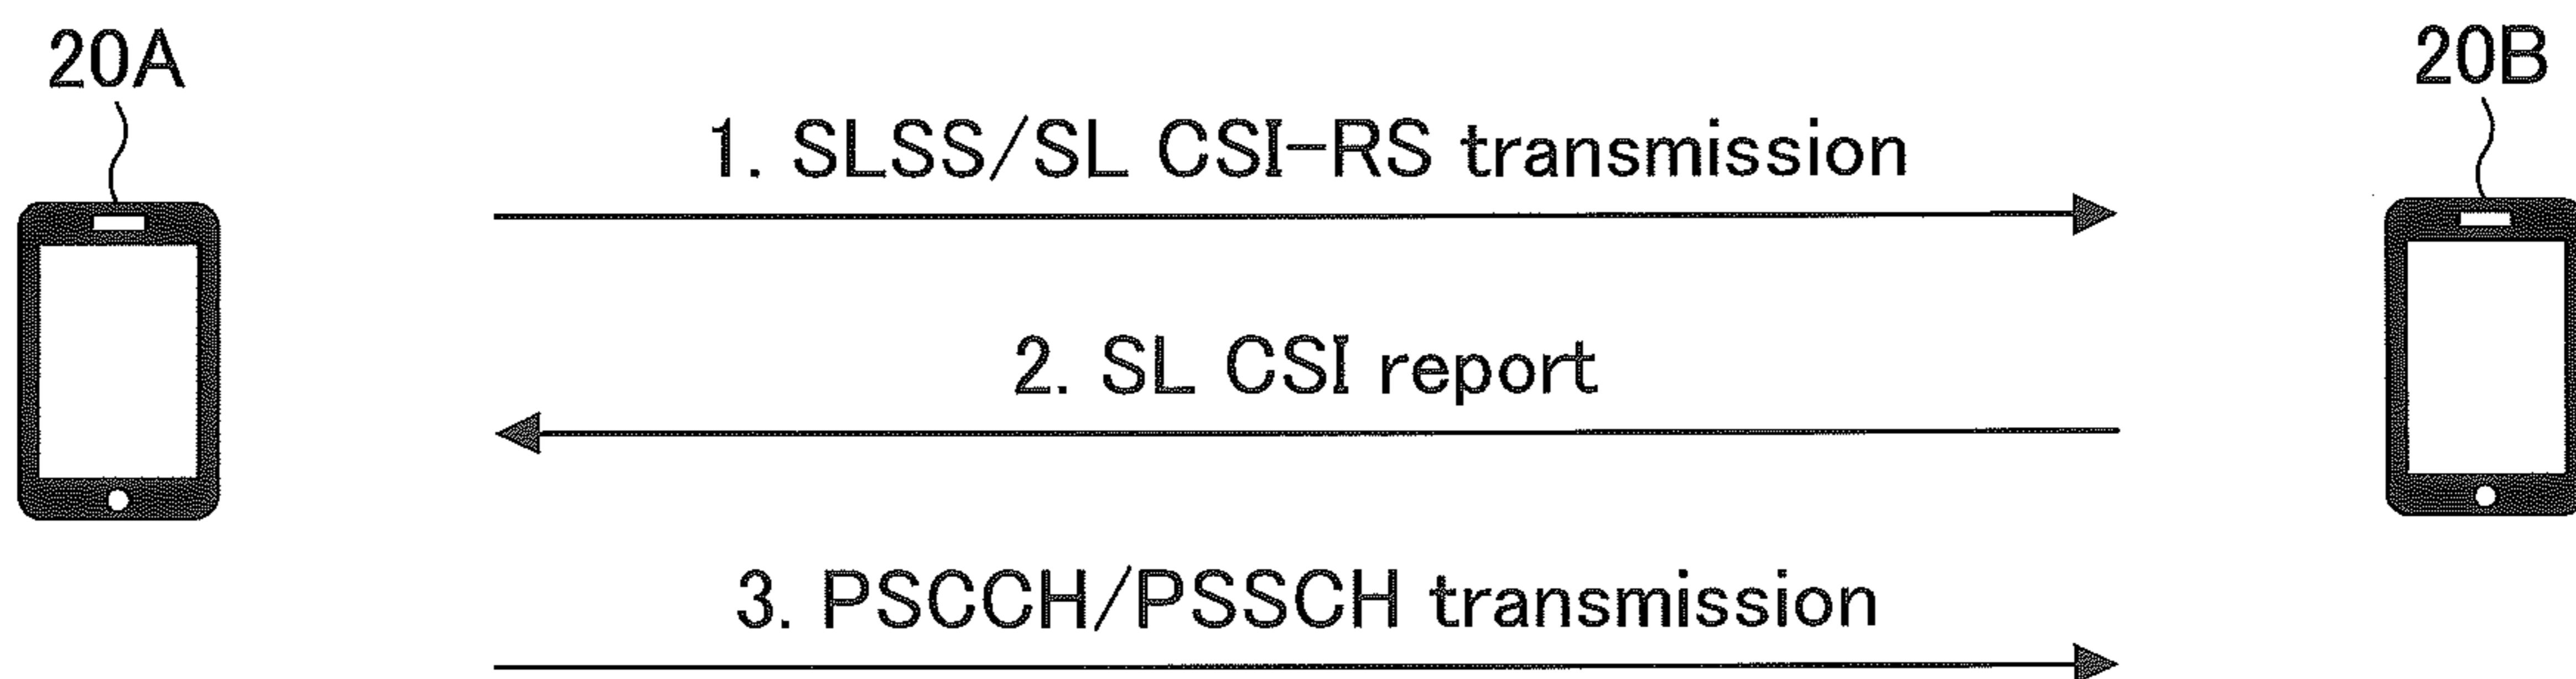 20A
20B
1. SLSS/SL CSI-RS transmission
2. SL CSI report
3. PSCCH/PSSCH transmission